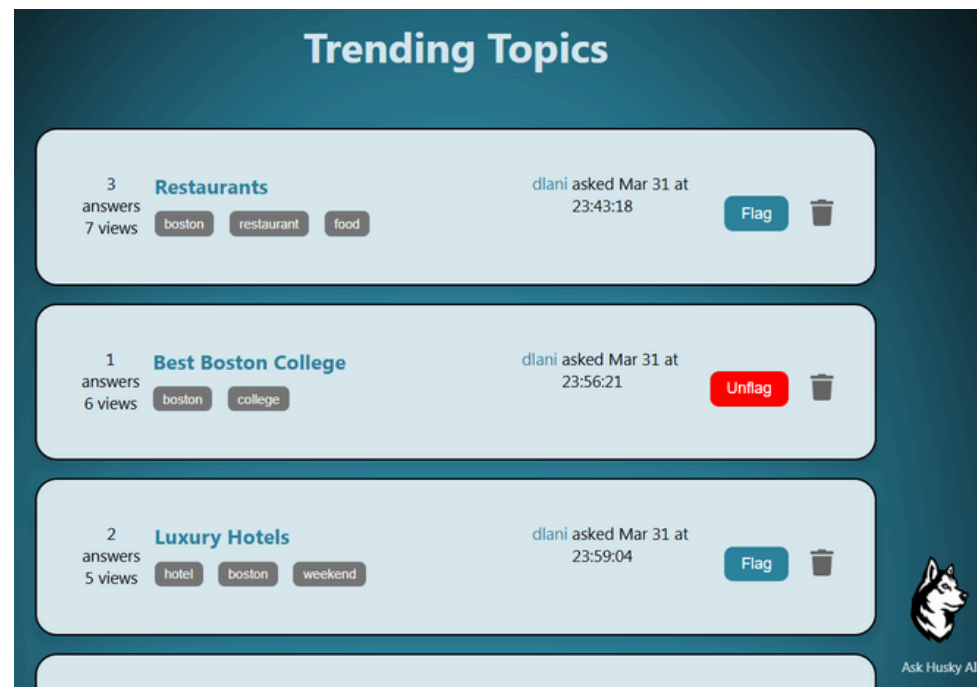 Trending Topics
3
answers
7 views
Restaurants
boston restaurant food
dlani asked Mar 31 at
23:43:18
Flag
1
answers
6 views
Best Boston College
boston college
dlani asked Mar 31 at
23:56:21
Unflag
2
answers
5 views
Luxury Hotels
hotel boston weekend
dlani asked Mar 31 at
23:59:04
Flag
Ask Husky AI